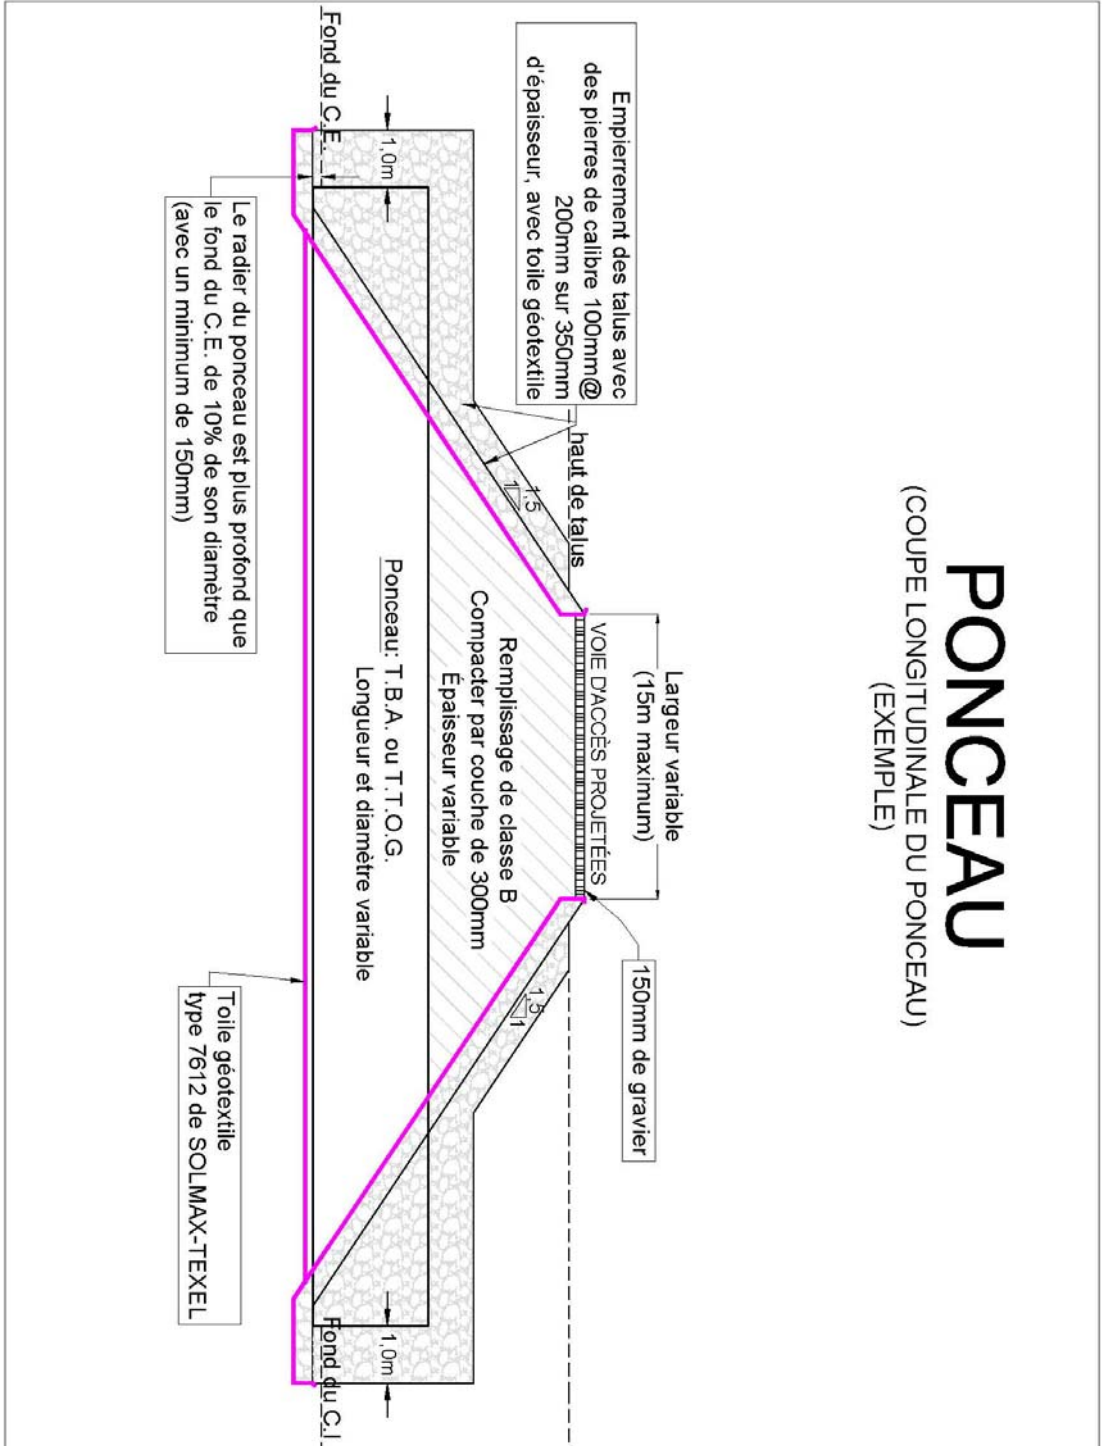 PONCEAU
(COUPE LONGITUDINALE DU PONCEAU)
(EXEMPLE)
Largeur variable
(15m maximum)
150mm de gravier
Empierrement des talus avec
des pierres de calibre 100mm@
200mm sur 350mm
d'épaisseur, avec toile géotextile
VOIE D'ACCÈS PROJETÉES
haut de talus
1,5
1
1,5
1
Remplissage de classe B
Compacter par couche de 300mm
Épaisseur variable
1,0m
1,0m
Ponceau: T.B.A. ou T.T.O.G.
Longueur et diamètre variable
Fond du C.E.
Fond du C.I
Le radier du ponceau est plus profond que
le fond du C.E. de 10% de son diamètre
(avec un minimum de 150mm)
Toile géotextile
type 7612 de SOLMAX-TEXEL